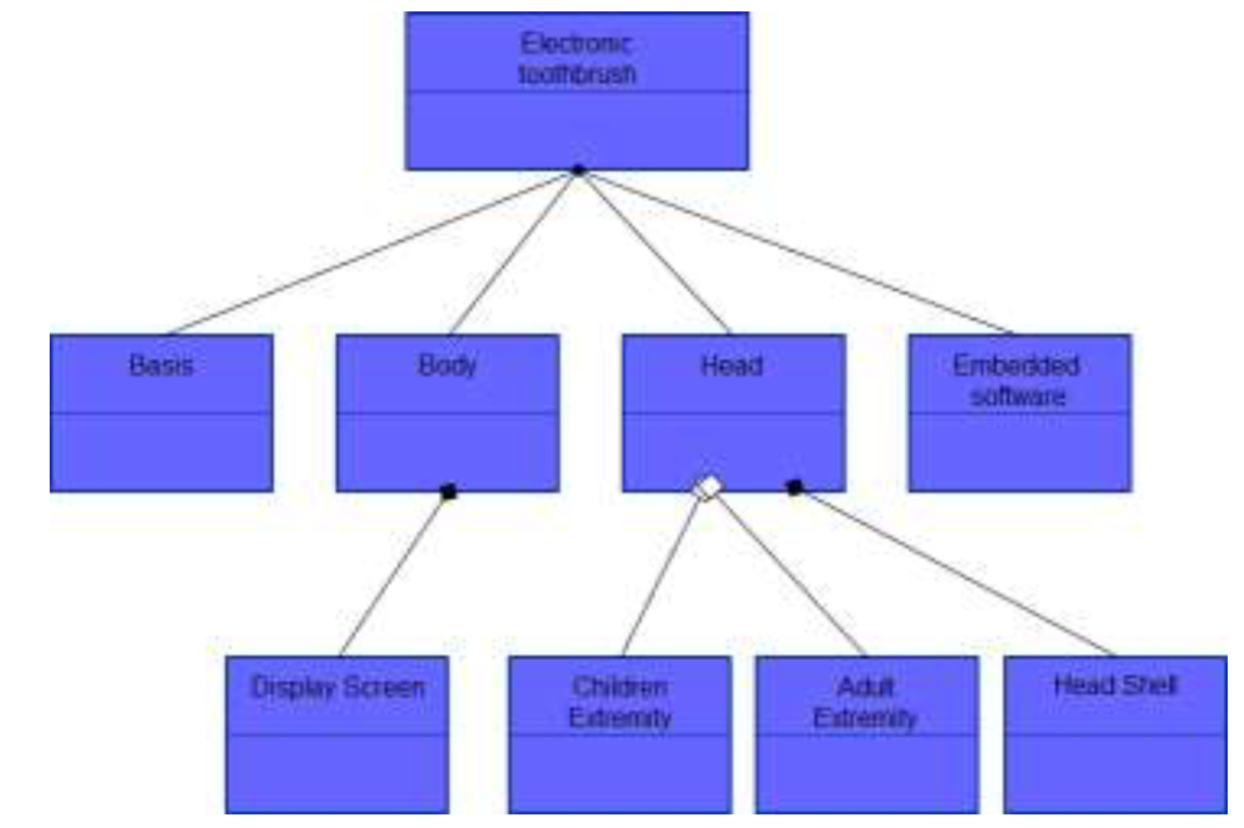 Electronic
toothbrush
Basis
Body
Head
Embedded
software
Display Screen
Children
Extremity
Adult
Extremity
Head Shell